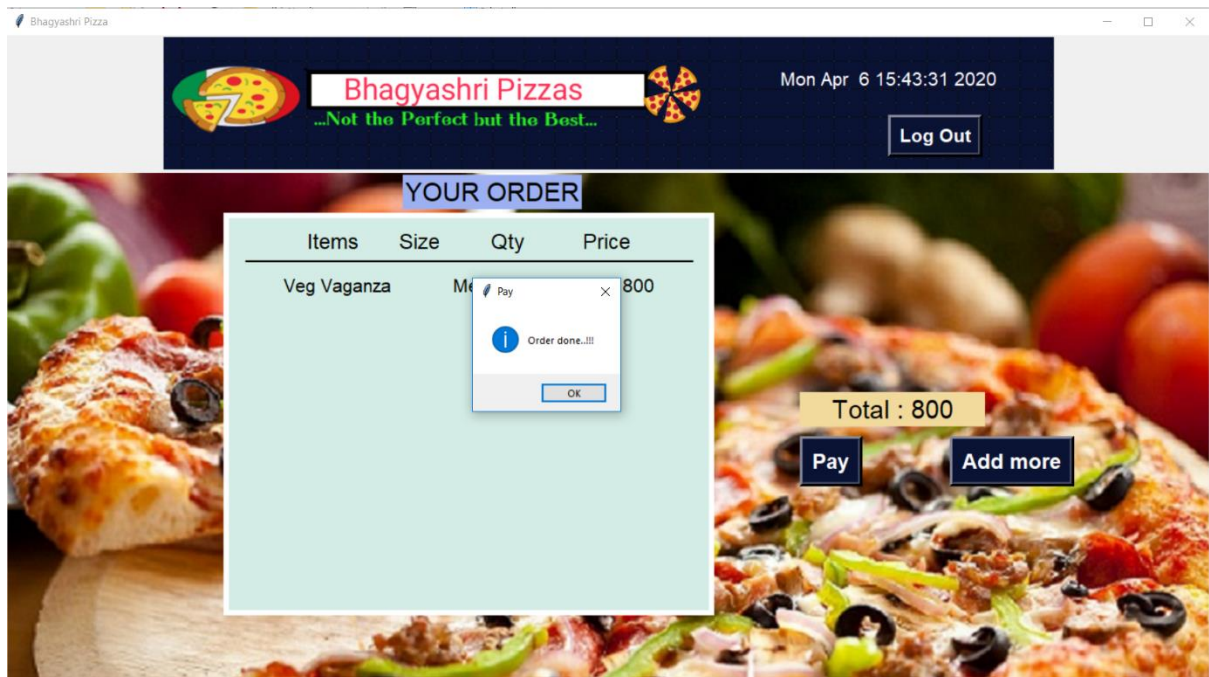 Bhagyashri Pizza
Bhagyashri Pizzas
...Not the Perfect but the Best...
Mon Apr  6 15:43:31 2020
Log Out
YOUR ORDER
Items Size Qty Price
Veg Vaganza 800
Pay
Order done..!!!
OK
Total : 800
Pay Add more